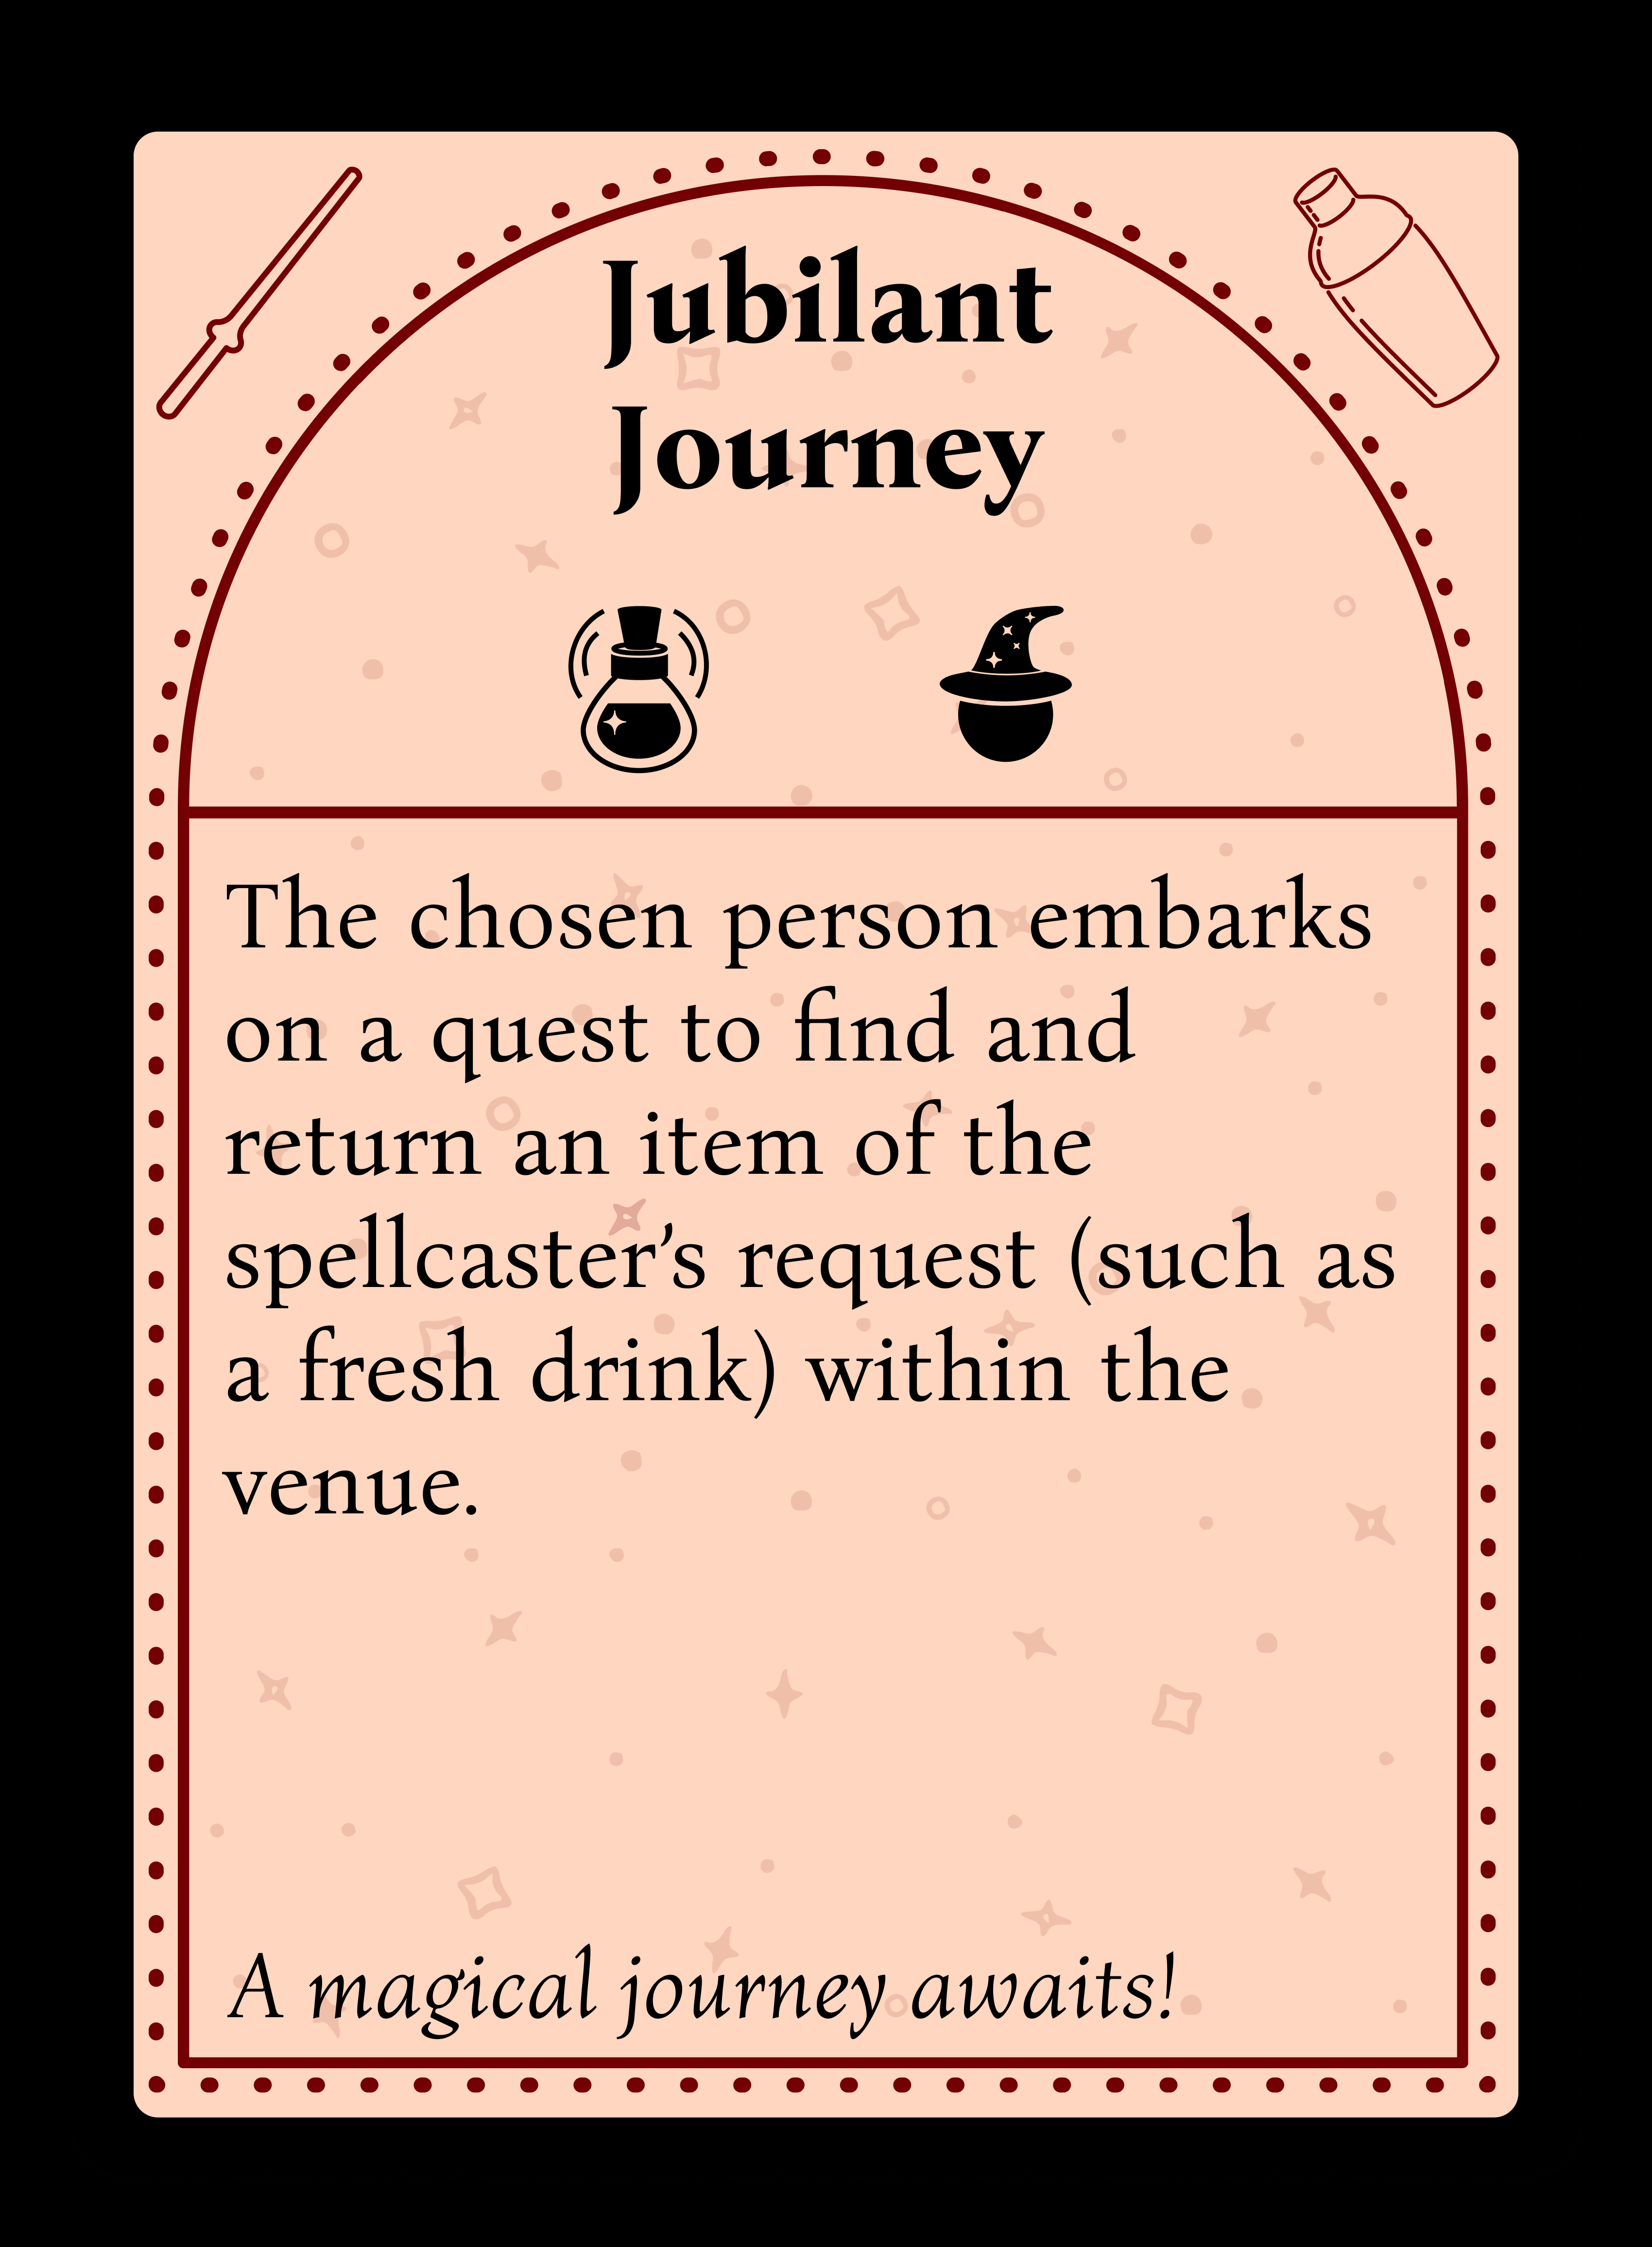 Jubilant
Journey
The chosen person embarks
on a quest to find and
return an item of the
spellcaster’s request (such as
a fresh drink) within the
venue.
A magical journey awaits!